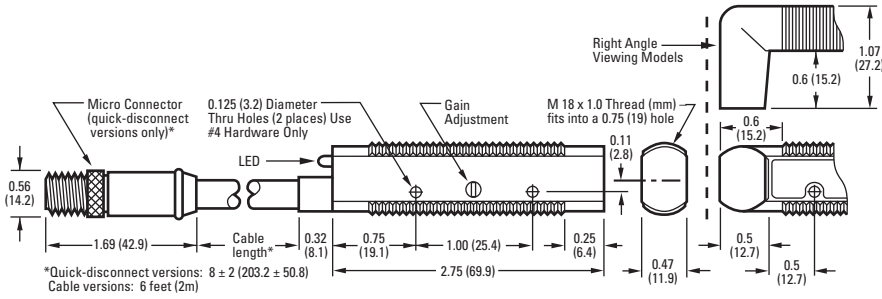 Right Angle
Viewing Models
1.07
(27.2)
0.6 (15.2)
Micro Connector
(quick-disconnect
versions only)*
0.125 (3.2) Diameter
Thru Holes (2 places) Use
#4 Hardware Only
Gain
Adjustment
M 18 x 1.0 Thread (mm)
fits into a 0.75 (19) hole
0.6
(15.2)
0.11
(2.8)
LED
0.56
(14.2)
1.69 (42.9)
Cable
length*
0.32
(8.1)
0.75
(19.1)
1.00 (25.4)
0.25
(6.4)
2.75 (69.9)
0.47
(11.9)
0.5
(12.7)
0.5
(12.7)
*Quick-disconnect versions: 8 ± 2 (203.2 ± 50.8)
Cable versions: 6 feet (2m)